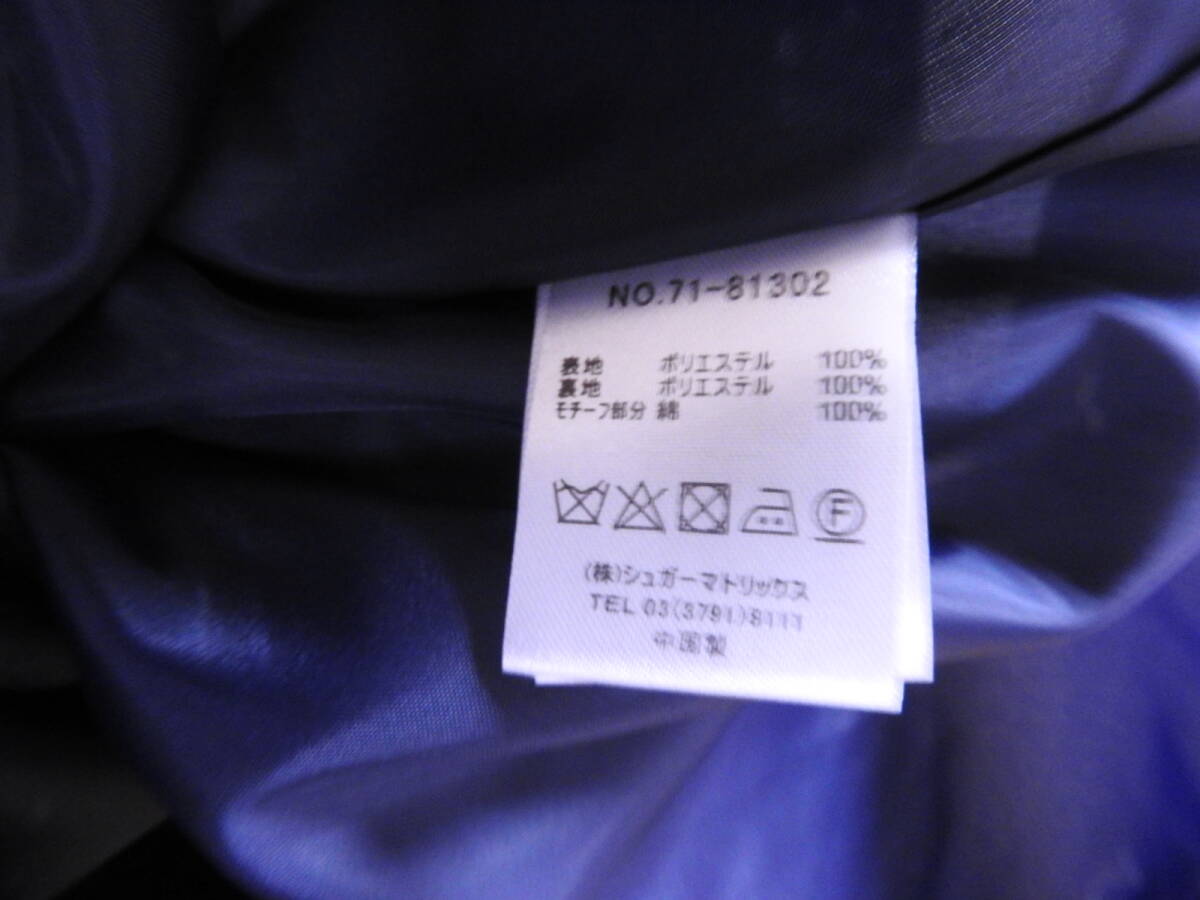 NO.71-81302
表地 ポリエステル 100%
裏地 ポリエステル 100%
モチーフ部分 綿 100%
F
(株)シュガーマトリックス
TEL 03(3791)8111
中国製